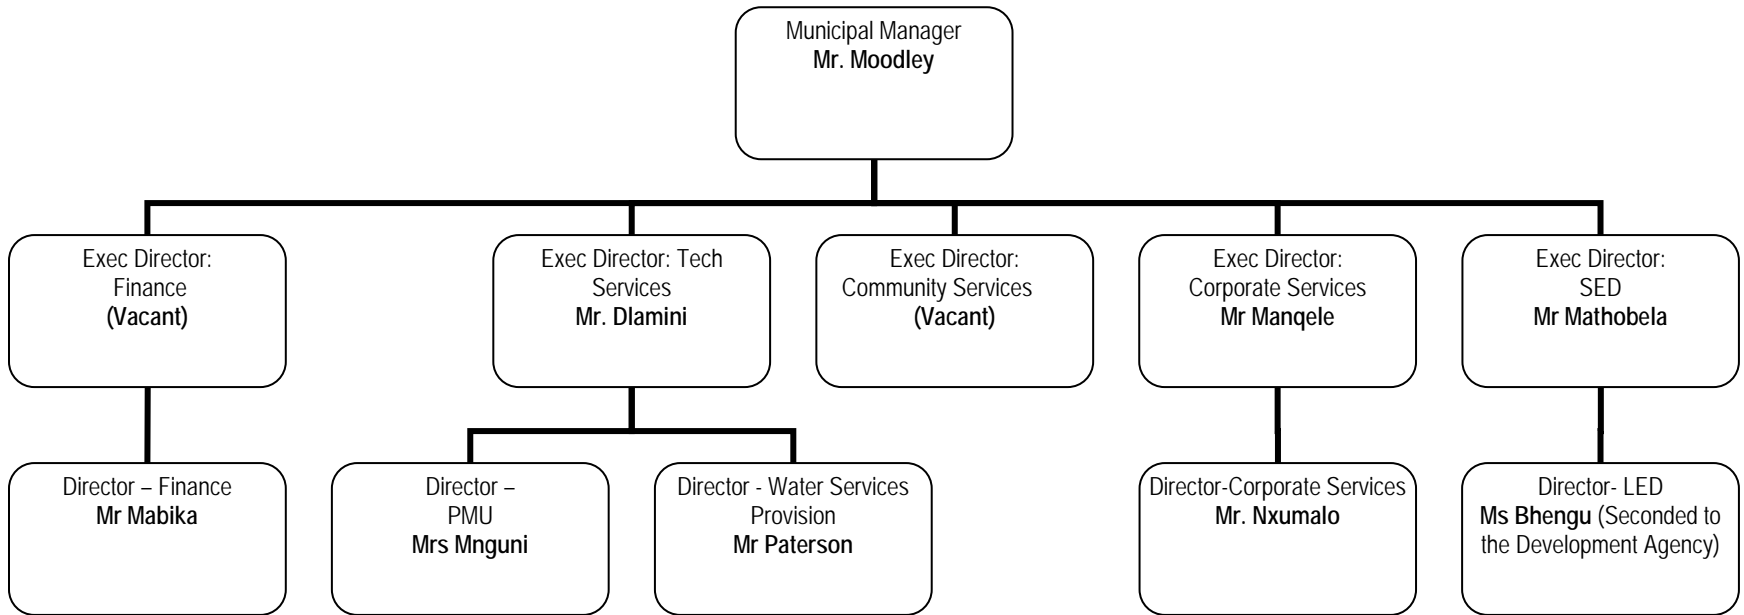 Municipal Manager
Mr. Moodley
Exec Director:
Finance
(Vacant)
Exec Director: Tech
Services
Mr. Dlamini
Exec Director:
Community Services
(Vacant)
Exec Director:
Corporate Services
Mr Manqele
Exec Director:
SED
Mr Mathobela
Director – Finance
Mr Mabika
Director –
PMU
Mrs Mnguni
Director - Water Services
Provision
Mr Paterson
Director-Corporate Services
Mr. Nxumalo
Director- LED
Ms Bhengu (Seconded to
the Development Agency)